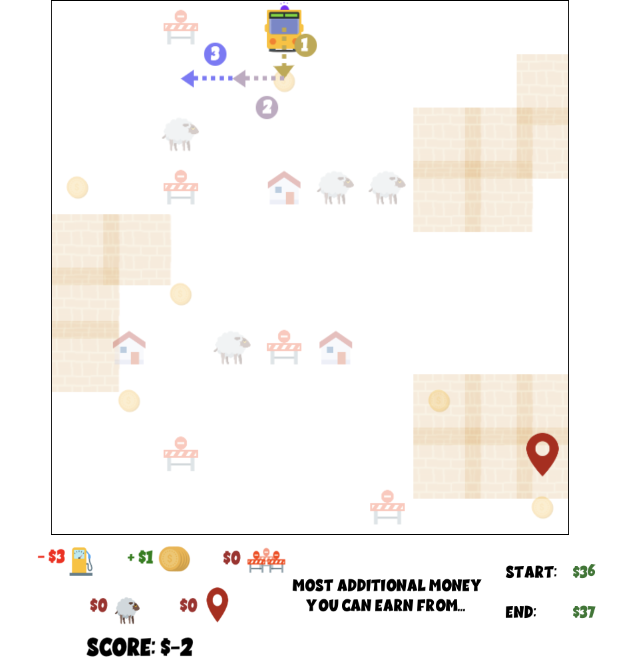 1
3
2
- $3
+ $1
$0
$0
$0
MOST ADDITIONAL MONEY
YOU CAN EARN FROM...
START: $36
END: $37
SCORE: $-2